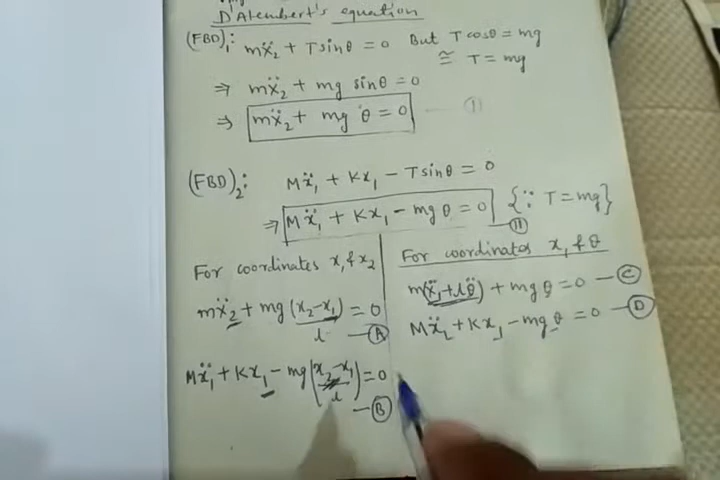 D'Alembert's equation
(FBD)₁: mẍ₂ + T sinθ = 0 But T cosθ = mg
≅ T = mg
⇒ mẍ₂ + mg sinθ = 0
⇒ mẍ₂ + mg θ = 0 — I
(FBD)₂: Mẍ₁ + Kx₁ - T sinθ = 0
⇒ Mẍ₁ + Kx₁ - mg θ = 0 {∵ T = mg}
— II
For coordinates x₁ & x₂
mẍ₂ + mg (x₂-x₁)/l = 0
— A
Mẍ₁ + Kx₁ - mg (x₂-x₁)/l = 0
— B
For coordinates x₁ & θ
m(ẍ₁ + lθ̈) + mg θ = 0 — C
Mẍ₁ + Kx₁ - mg θ = 0 — D